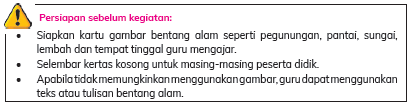 Persiapan sebelum kegiatan:
• Siapkan kartu gambar bentang alam seperti pegunungan, pantai, sungai,
lembah dan tempat tinggal guru mengajar.
• Selembar kertas kosong untuk masing-masing peserta didik.
• Apabila tidak memungkinkan menggunakan gambar, guru dapat menggunakan
teks atau tulisan bentang alam.